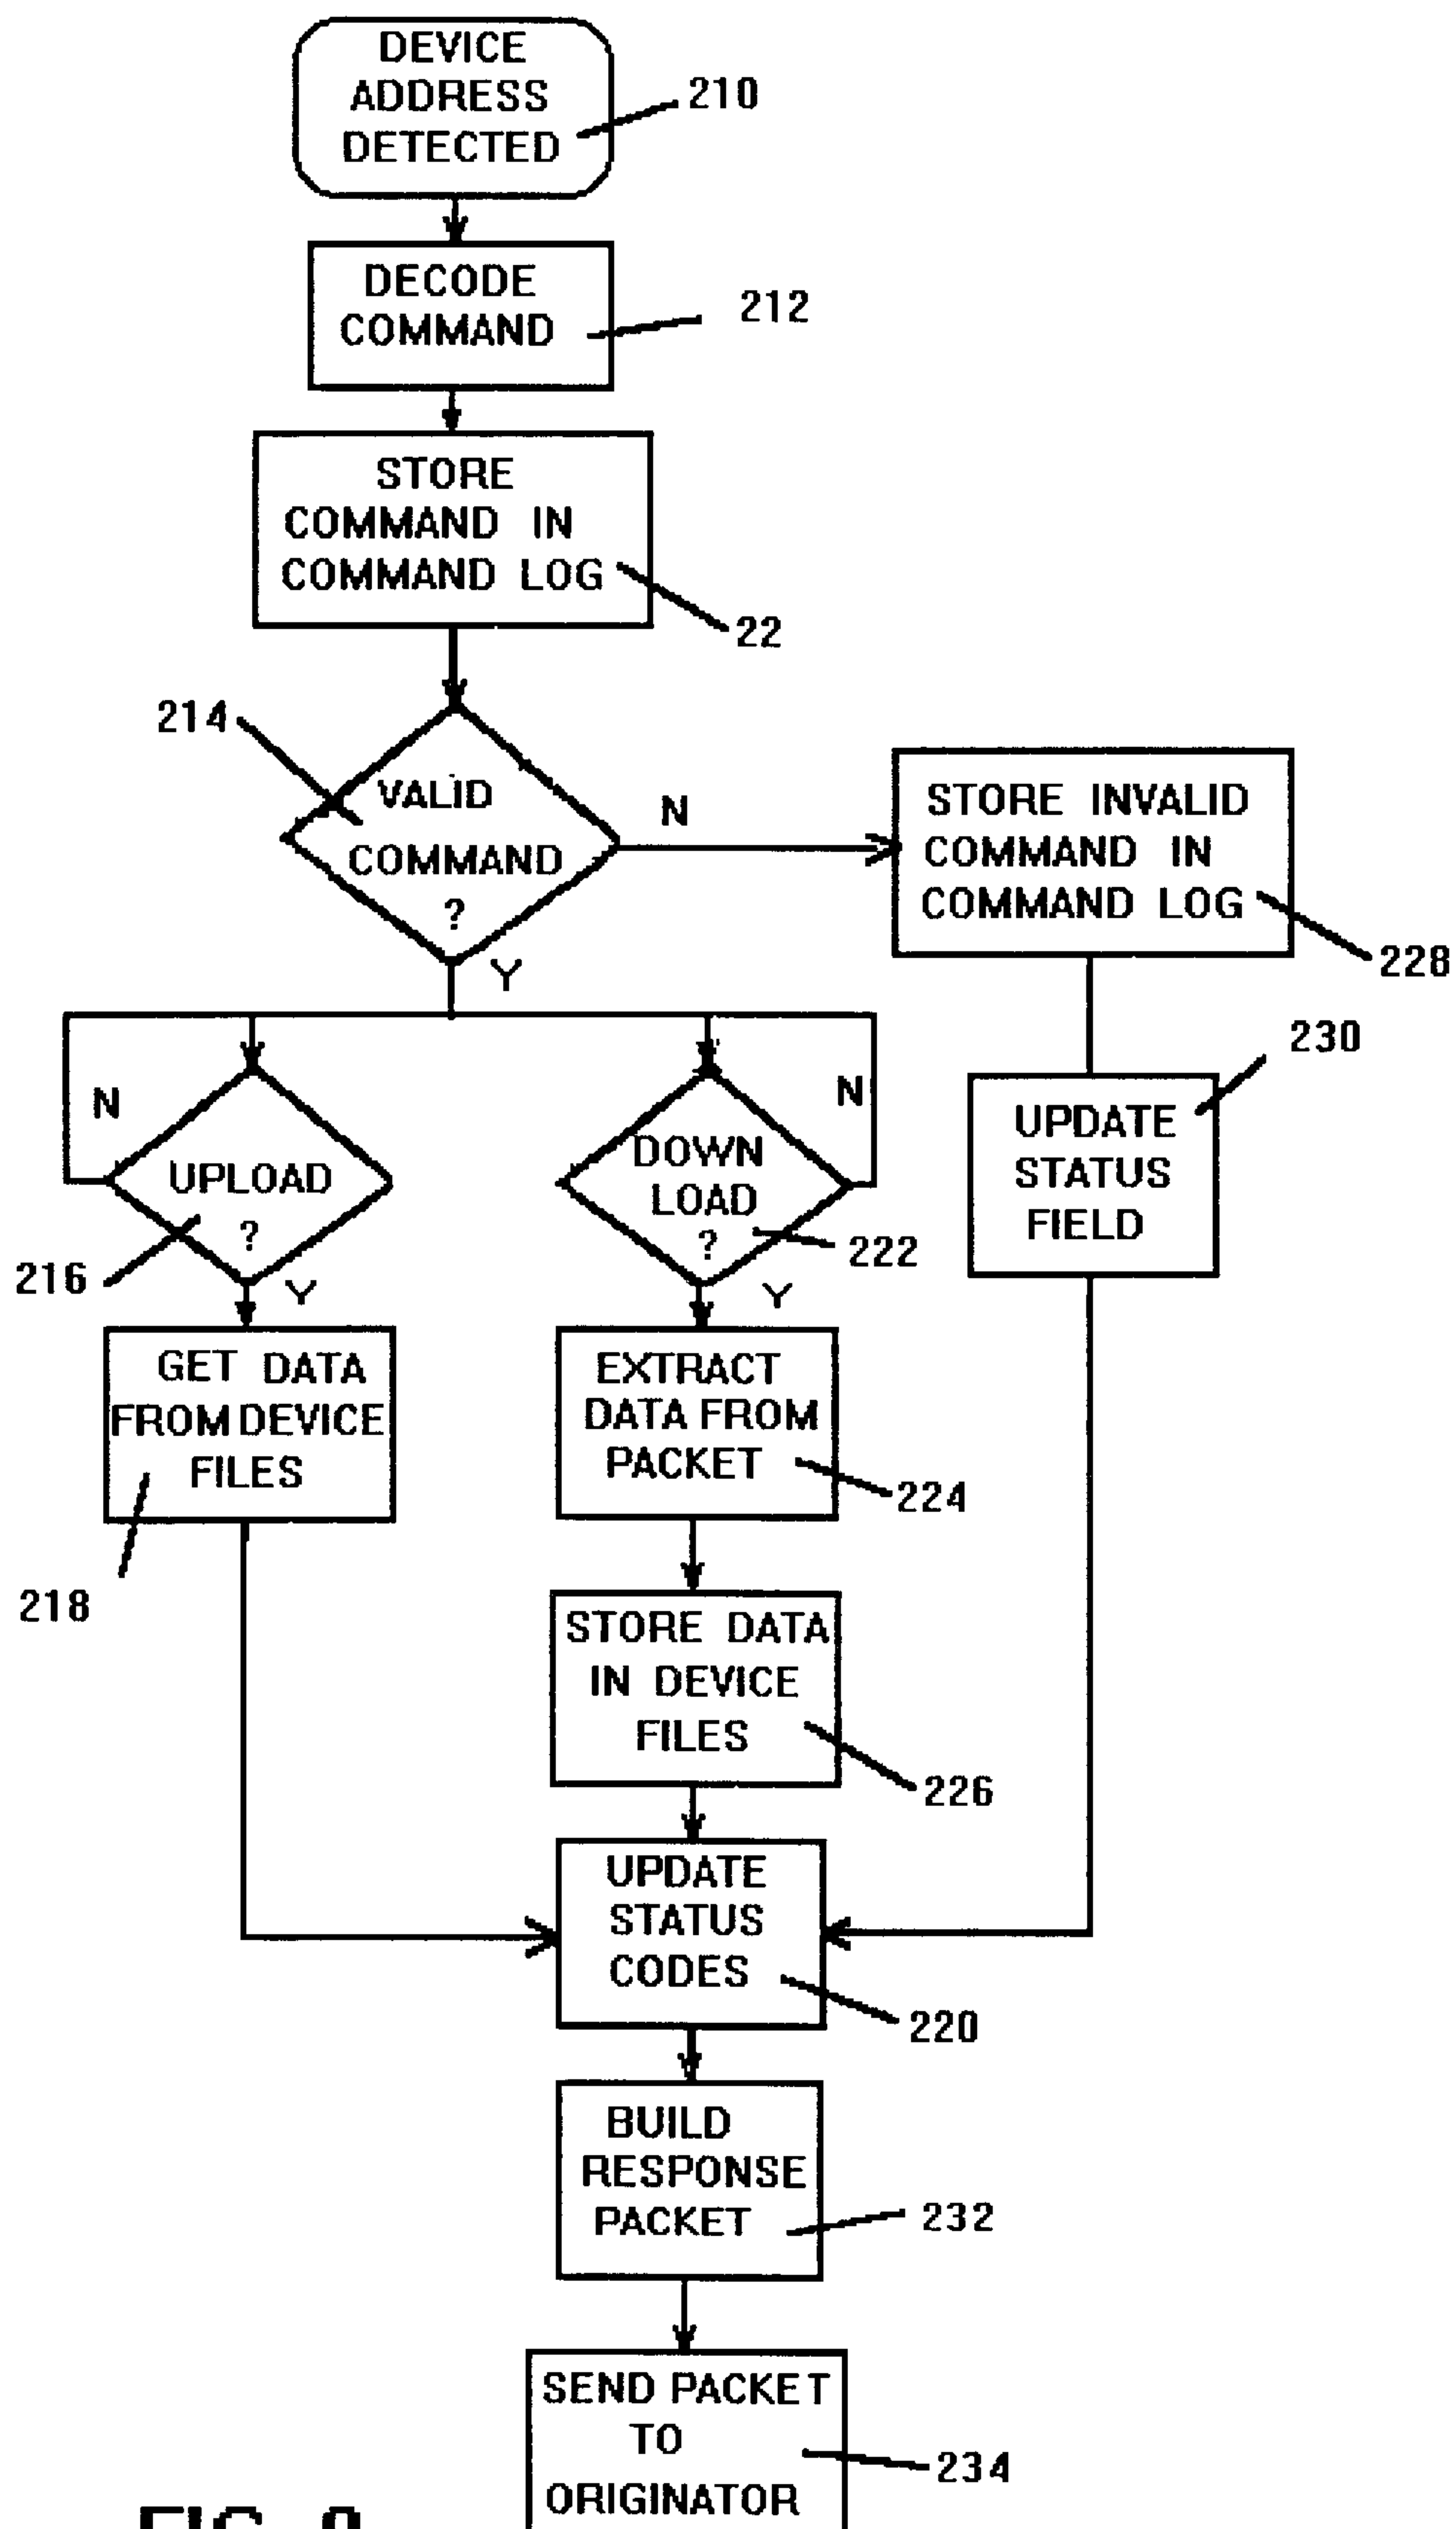 DEVICE
ADDRESS
DETECTED
210
DECODE
COMMAND
212
STORE
COMMAND IN
COMMAND LOG
22
214
VALID
COMMAND
?
N
Y
STORE INVALID
COMMAND IN
COMMAND LOG
228
230
UPDATE
STATUS
FIELD
N
UPLOAD
?
216
Y
N
DOWN
LOAD
?
222
Y
GET DATA
FROM DEVICE
FILES
218
EXTRACT
DATA FROM
PACKET
224
STORE DATA
IN DEVICE
FILES
226
UPDATE
STATUS
CODES
220
BUILD
RESPONSE
PACKET
232
SEND PACKET
TO
ORIGINATOR
234
FIG.